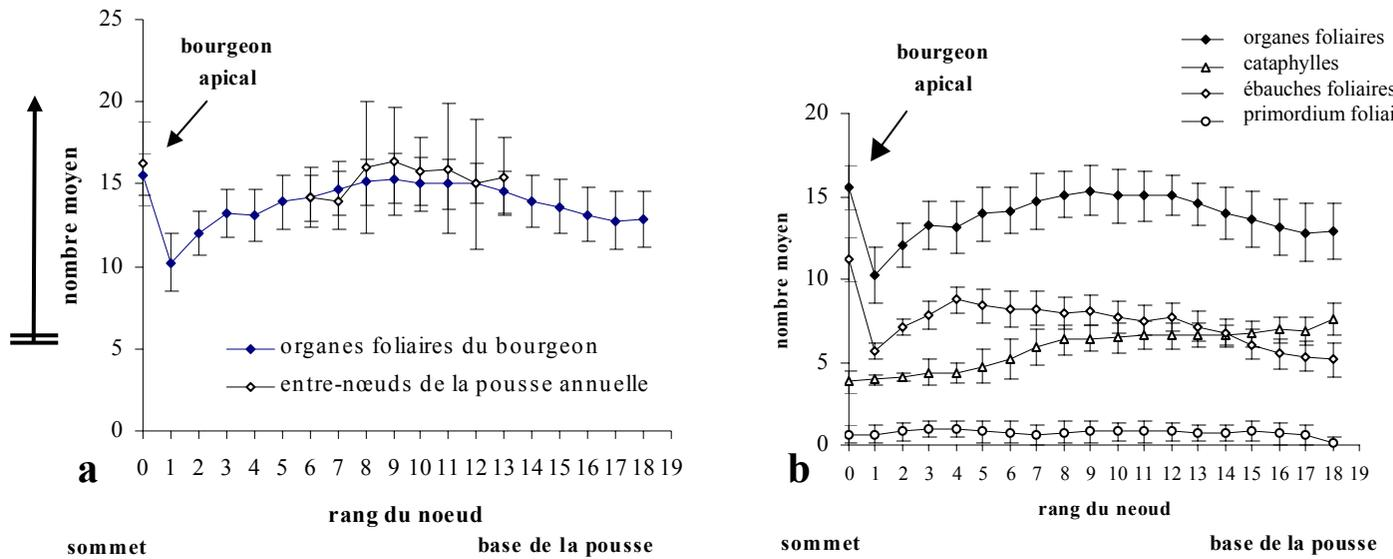 25
20
15
10
5
0
nombre moyen
bourgeon
apical
organes foliaires du bourgeon
entre-nœuds de la pousse annuelle
0 1 2 3 4 5 6 7 8 9 10 11 12 13 14 15 16 17 18 19
a
rang du noeud
sommet
base de la pousse
organes foliaires
cataphylles
ébauches foliaires
primordium foliai
bourgeon
apical
20
15
10
5
0
nombre moyen
0 1 2 3 4 5 6 7 8 9 10 11 12 13 14 15 16 17 18 19
b
rang du neoud
sommet
base de la pousse